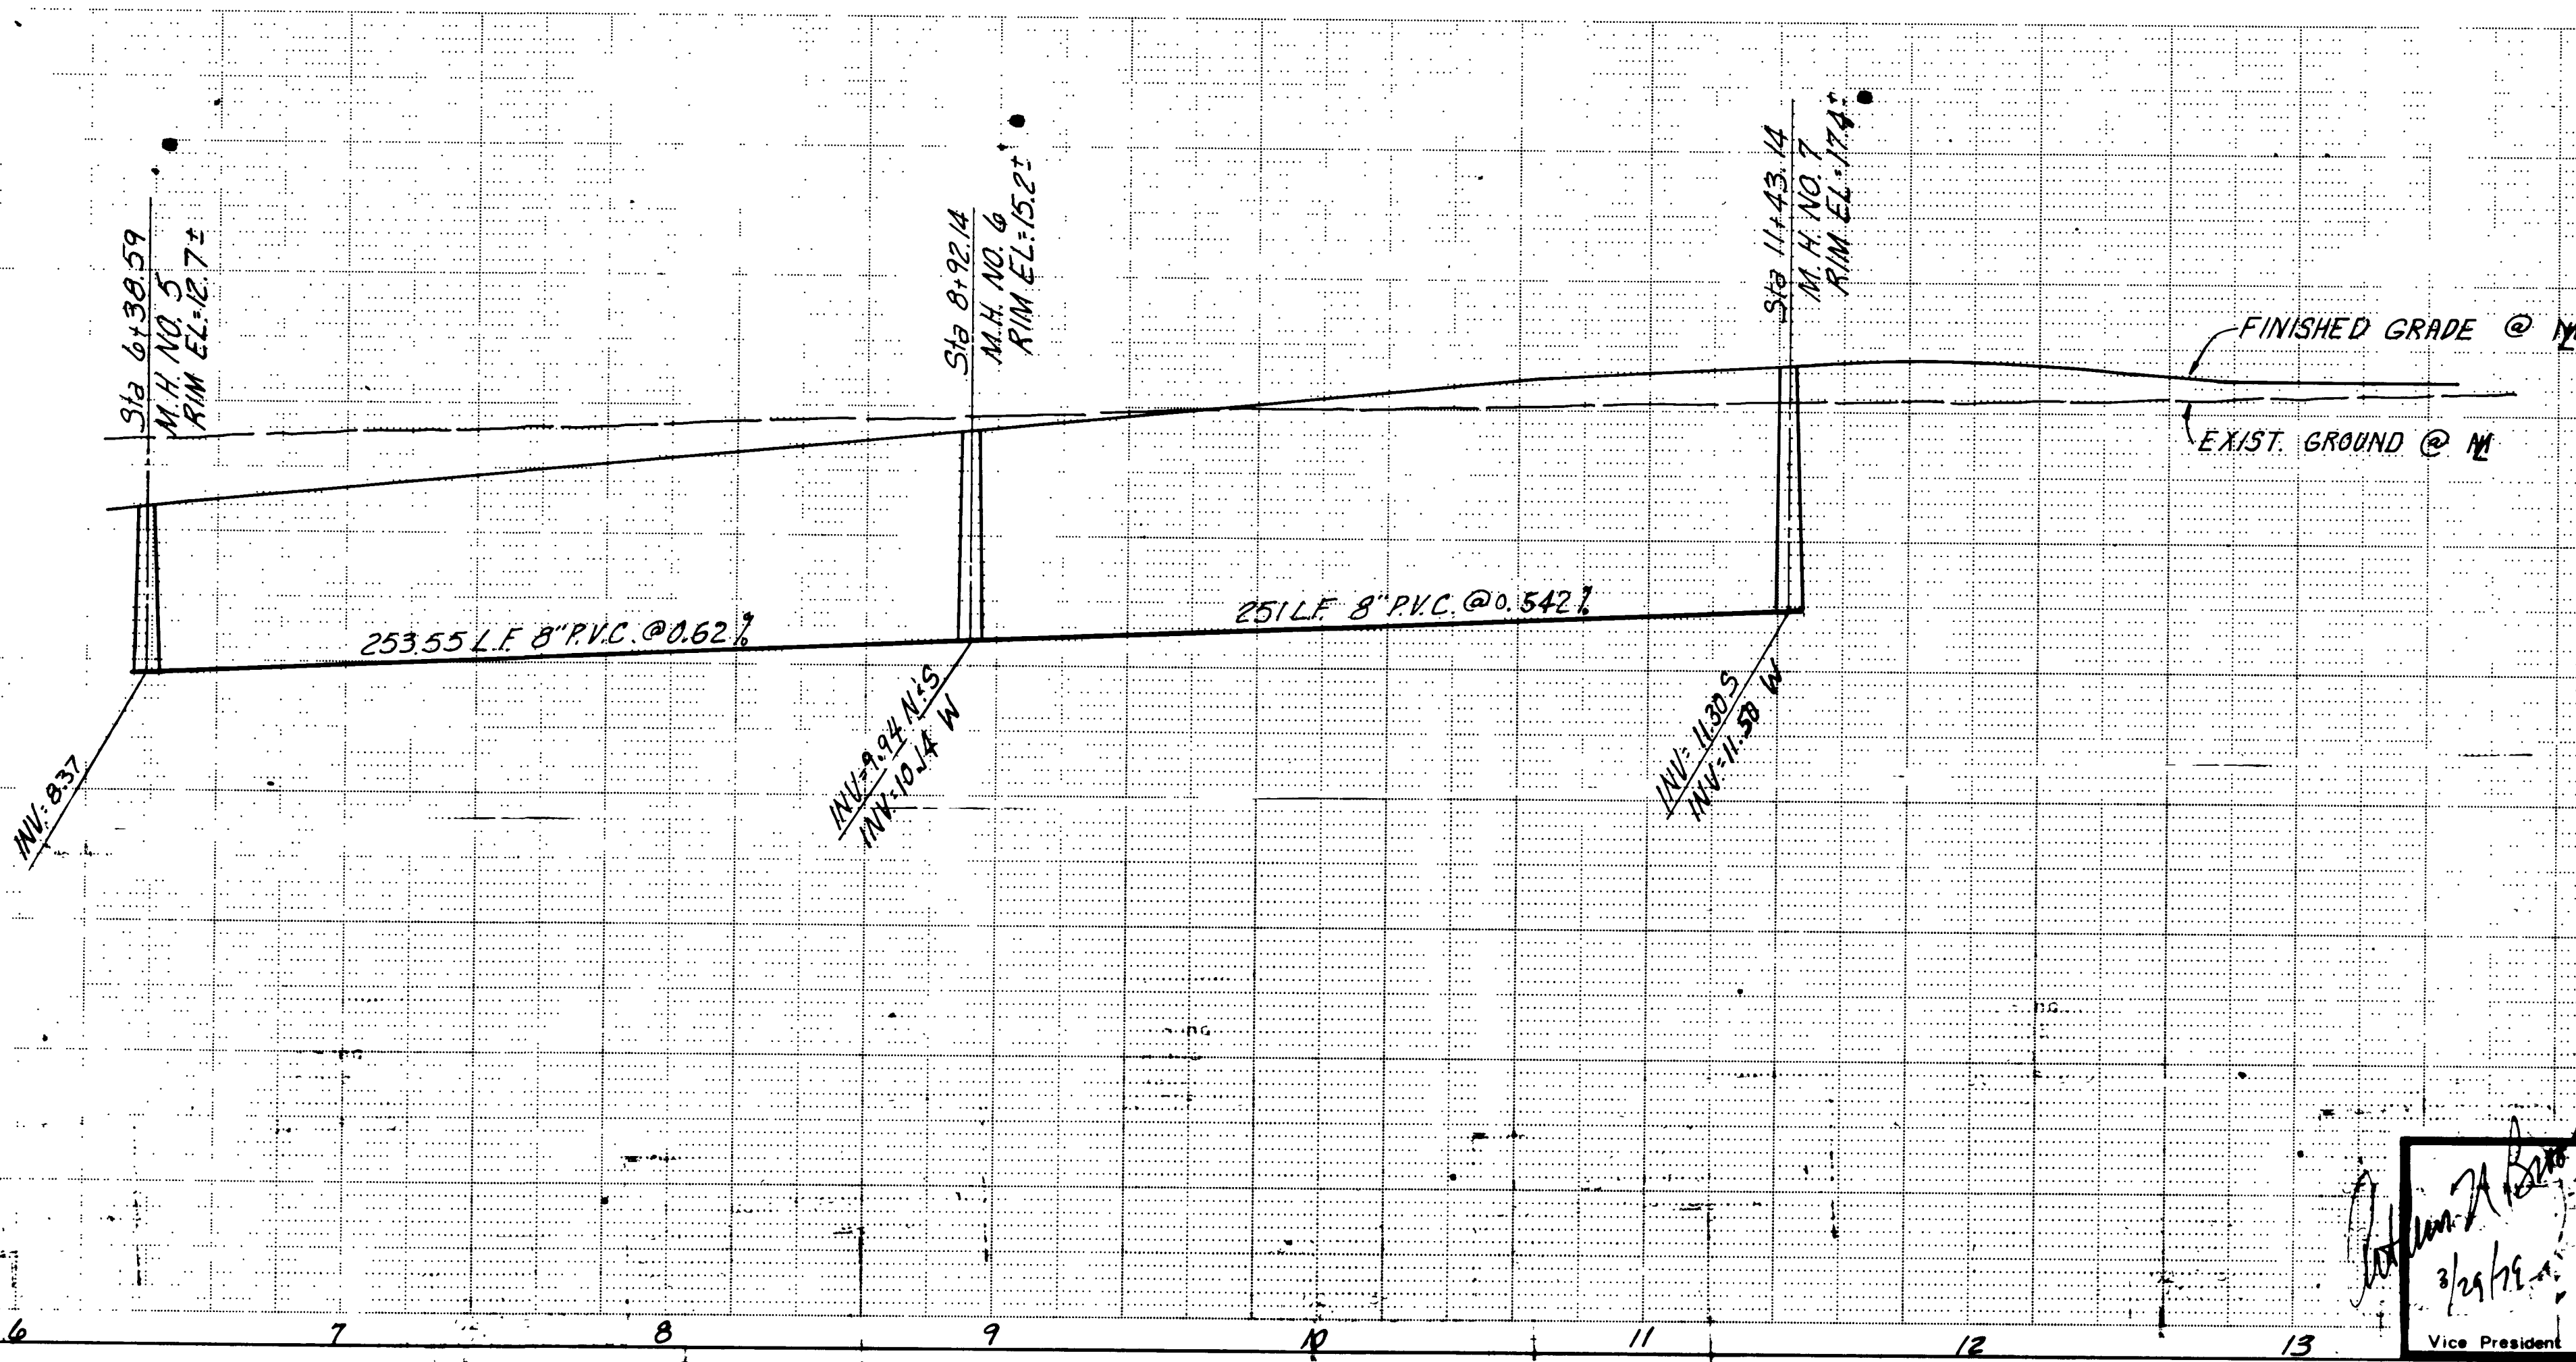 Sta 6+38.59
M.H. NO. 5
RIM EL.=12.7±
Sta 8+92.14
M.H. NO. 6
RIM EL.=15.2±
Sta 11+43.14
M.H. NO. 7
RIM EL.=17.4±
FINISHED GRADE @
EXIST. GROUND @
253.55 L.F. 8" P.V.C. @ 0.62 %
251 L.F. 8" P.V.C. @ 0.542 %
INV.= 8.37
INV.= 9.94 N.&S
INV.= 10.14 W
INV.= 11.30 S
INV.= 11.50 W
6 7 8 9 10 11 12 13
3/29/79
Vice President